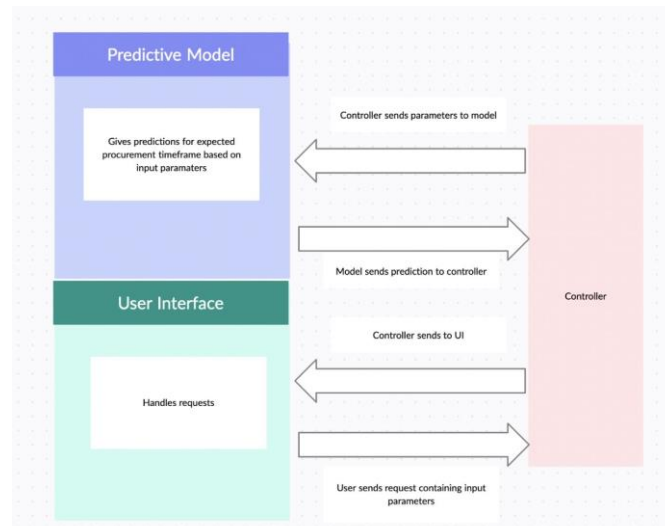 Predictive Model
Gives predictions for expected
procurement timeframe based on
input paramaters
Controller sends parameters to model
Model sends prediction to controller
Controller
User Interface
Handles requests
Controller sends to UI
User sends request containing input
parameters